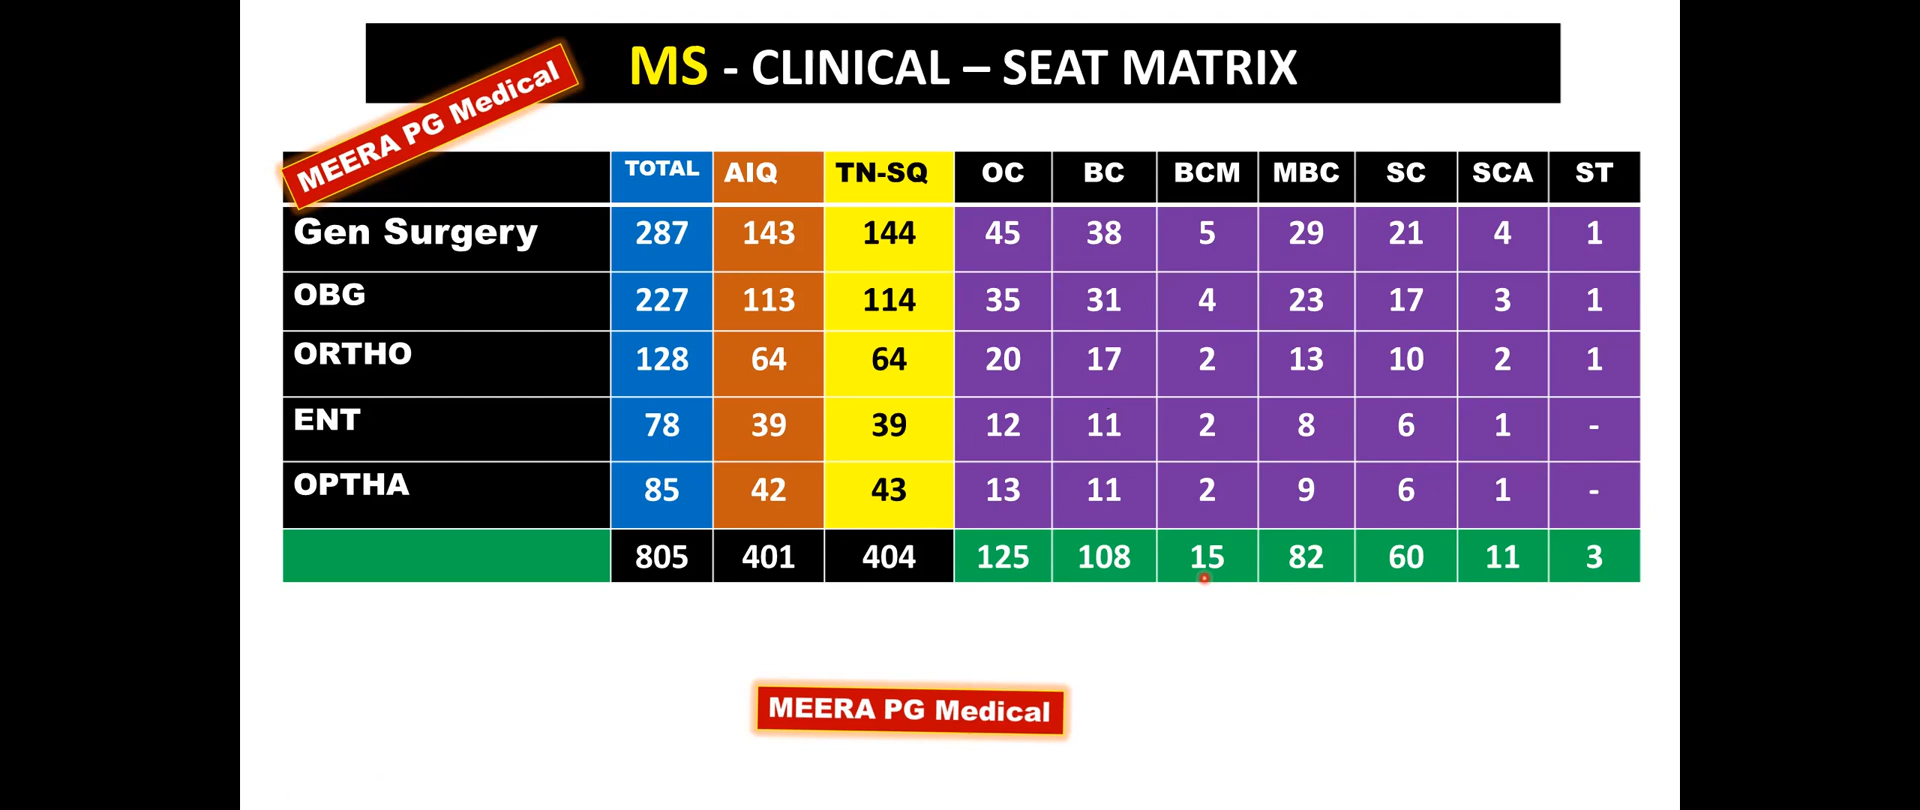 MS - CLINICAL – SEAT MATRIX
MEERA PG Medical
TOTAL AIQ TN-SQ OC BC BCM MBC SC SCA ST
Gen Surgery 287 143 144 45 38 5 29 21 4 1
OBG 227 113 114 35 31 4 23 17 3 1
ORTHO 128 64 64 20 17 2 13 10 2 1
ENT 78 39 39 12 11 2 8 6 1 -
OPTHA 85 42 43 13 11 2 9 6 1 -
805 401 404 125 108 15 82 60 11 3
MEERA PG Medical